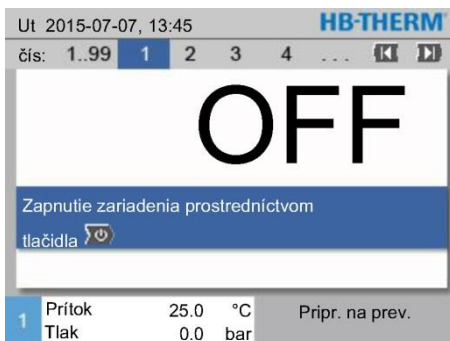 Ut 2015-07-07, 13:45 HB-THERM
čís: 1..99 1 2 3 4 ...
OFF
Zapnutie zariadenia prostredníctvom
tlačidla
1 Prítok 25.0 °C Pripr. na prev.
Tlak 0.0 bar